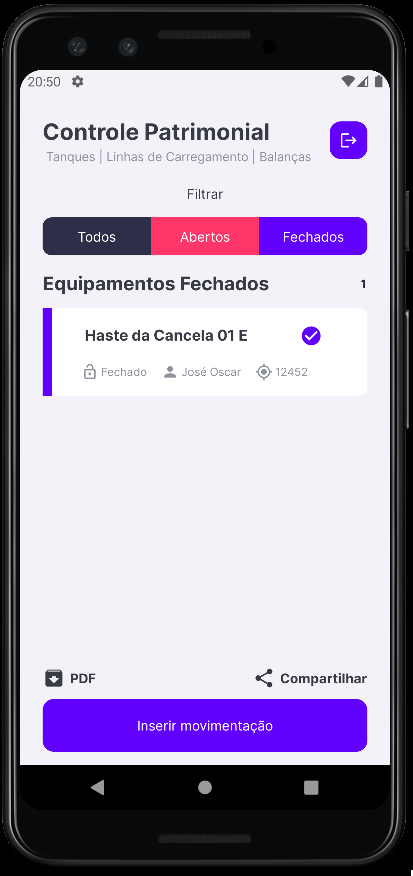 20:50
Controle Patrimonial
Tanques | Linhas de Carregamento | Balanças
Filtrar
Todos Abertos Fechados
Equipamentos Fechados 1
Haste da Cancela 01 E
Fechado José Oscar 12452
PDF Compartilhar
Inserir movimentação